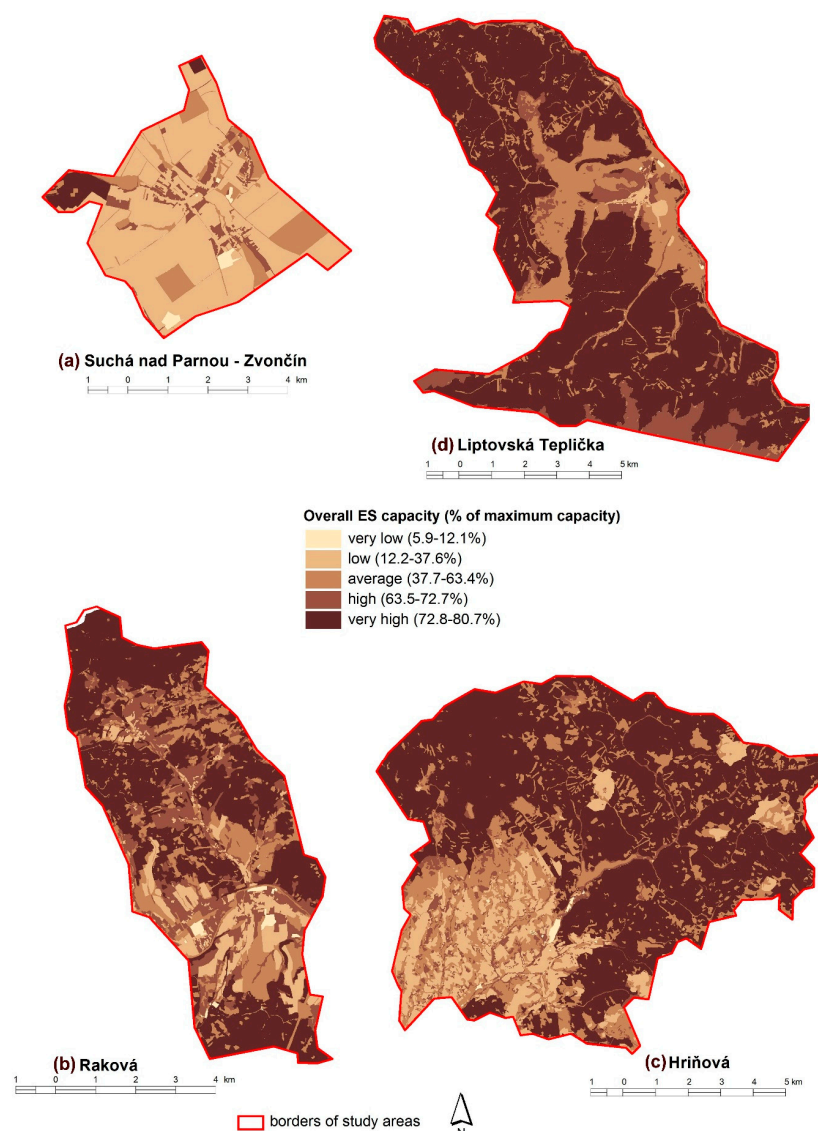 (a) Suchá nad Parnou - Zvončín
1 0 1 2 3 4 km
(d) Liptovská Teplička
1 0 1 2 3 4 5 km
Overall ES capacity (% of maximum capacity)
very low (5.9-12.1%)
low (12.2-37.6%)
average (37.7-63.4%)
high (63.5-72.7%)
very high (72.8-80.7%)
(b) Raková
1 0 1 2 3 4 km
(c) Hriňová
1 0 1 2 3 4 5 km
borders of study areas
N